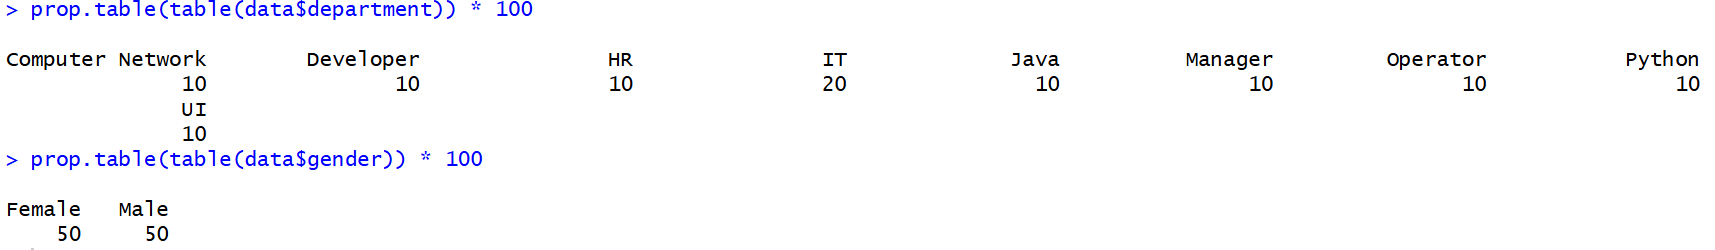 > prop.table(table(data$department)) * 100
Computer Network        Developer               HR               IT             Java          Manager         Operator           Python
              10               10               10               20               10               10               10               10
              UI
              10
> prop.table(table(data$gender)) * 100
Female   Male
    50     50